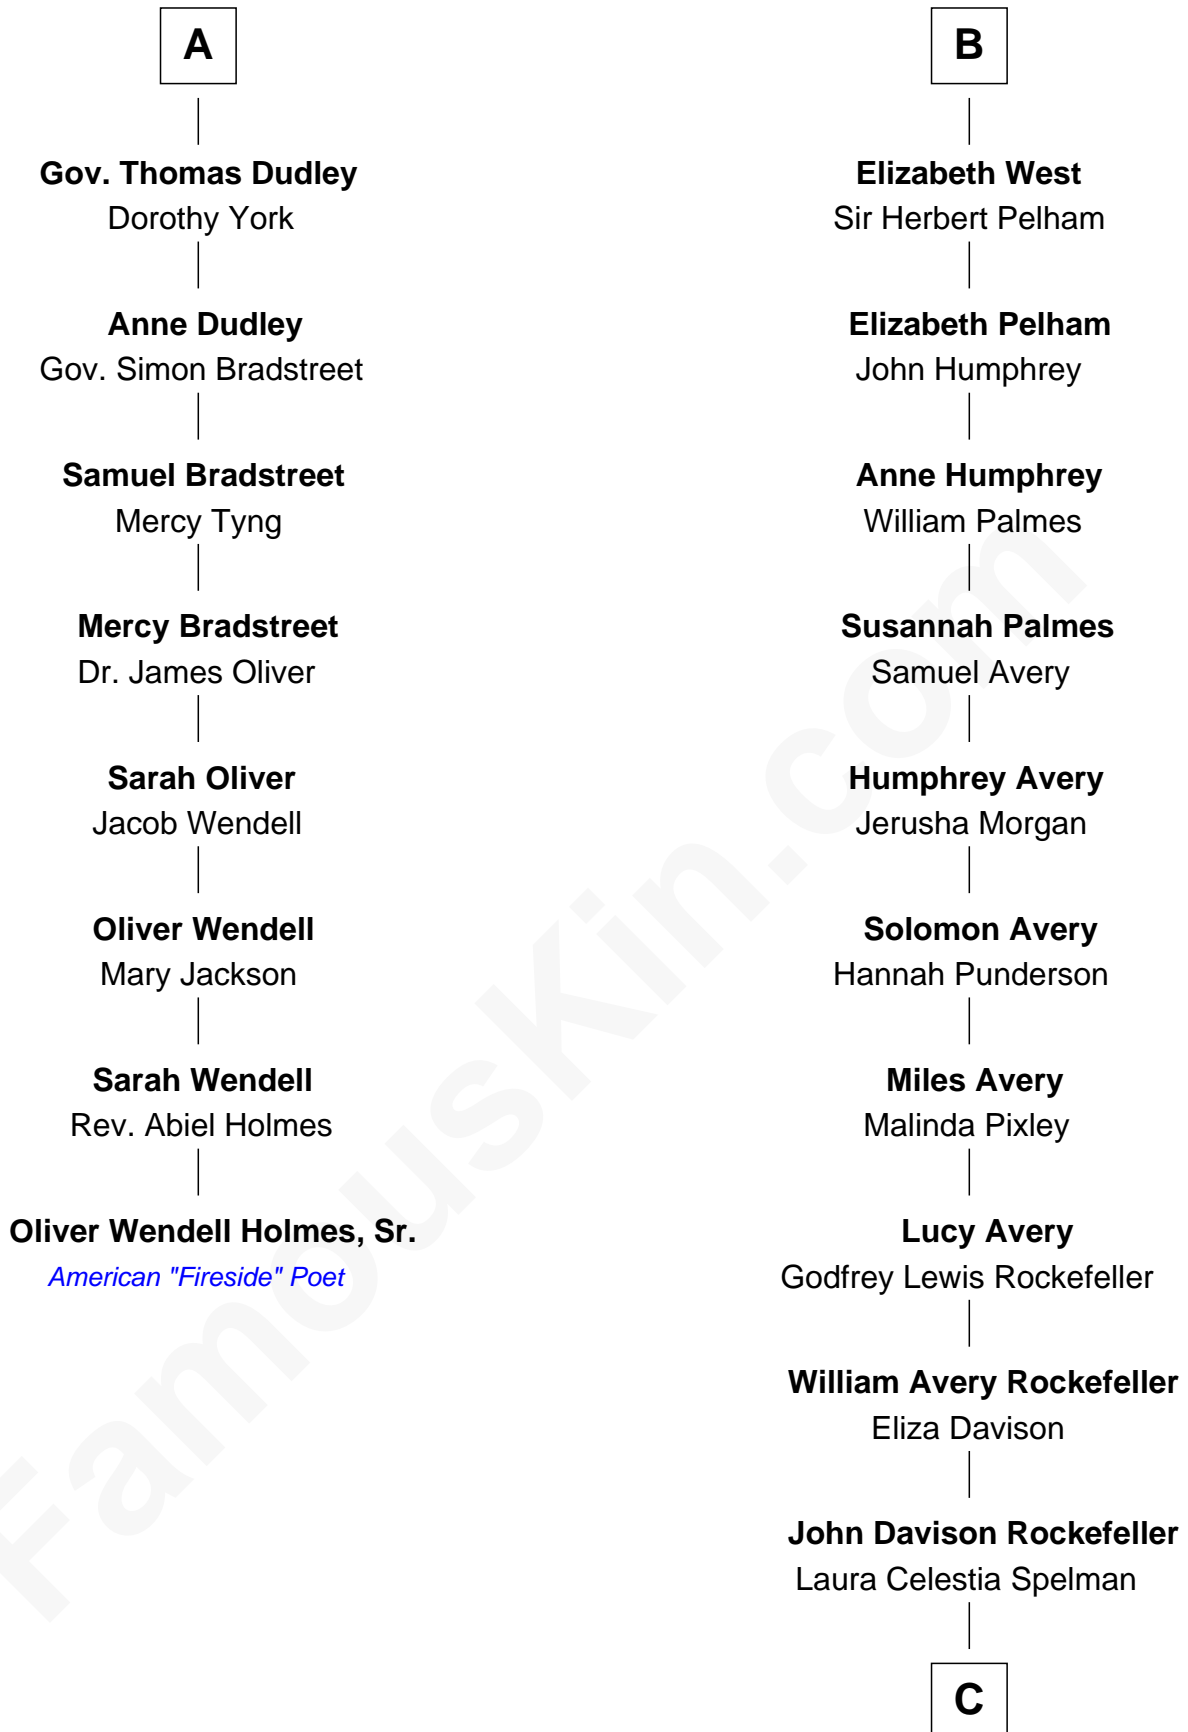 A
Gov. Thomas Dudley
Dorothy York
Anne Dudley
Gov. Simon Bradstreet
Samuel Bradstreet
Mercy Tyng
Mercy Bradstreet
Dr. James Oliver
Sarah Oliver
Jacob Wendell
Oliver Wendell
Mary Jackson
Sarah Wendell
Rev. Abiel Holmes
Oliver Wendell Holmes, Sr.
American "Fireside" Poet
B
Elizabeth West
Sir Herbert Pelham
Elizabeth Pelham
John Humphrey
Anne Humphrey
William Palmes
Susannah Palmes
Samuel Avery
Humphrey Avery
Jerusha Morgan
Solomon Avery
Hannah Punderson
Miles Avery
Malinda Pixley
Lucy Avery
Godfrey Lewis Rockefeller
William Avery Rockefeller
Eliza Davison
John Davison Rockefeller
Laura Celestia Spelman
C
FamousKin.com